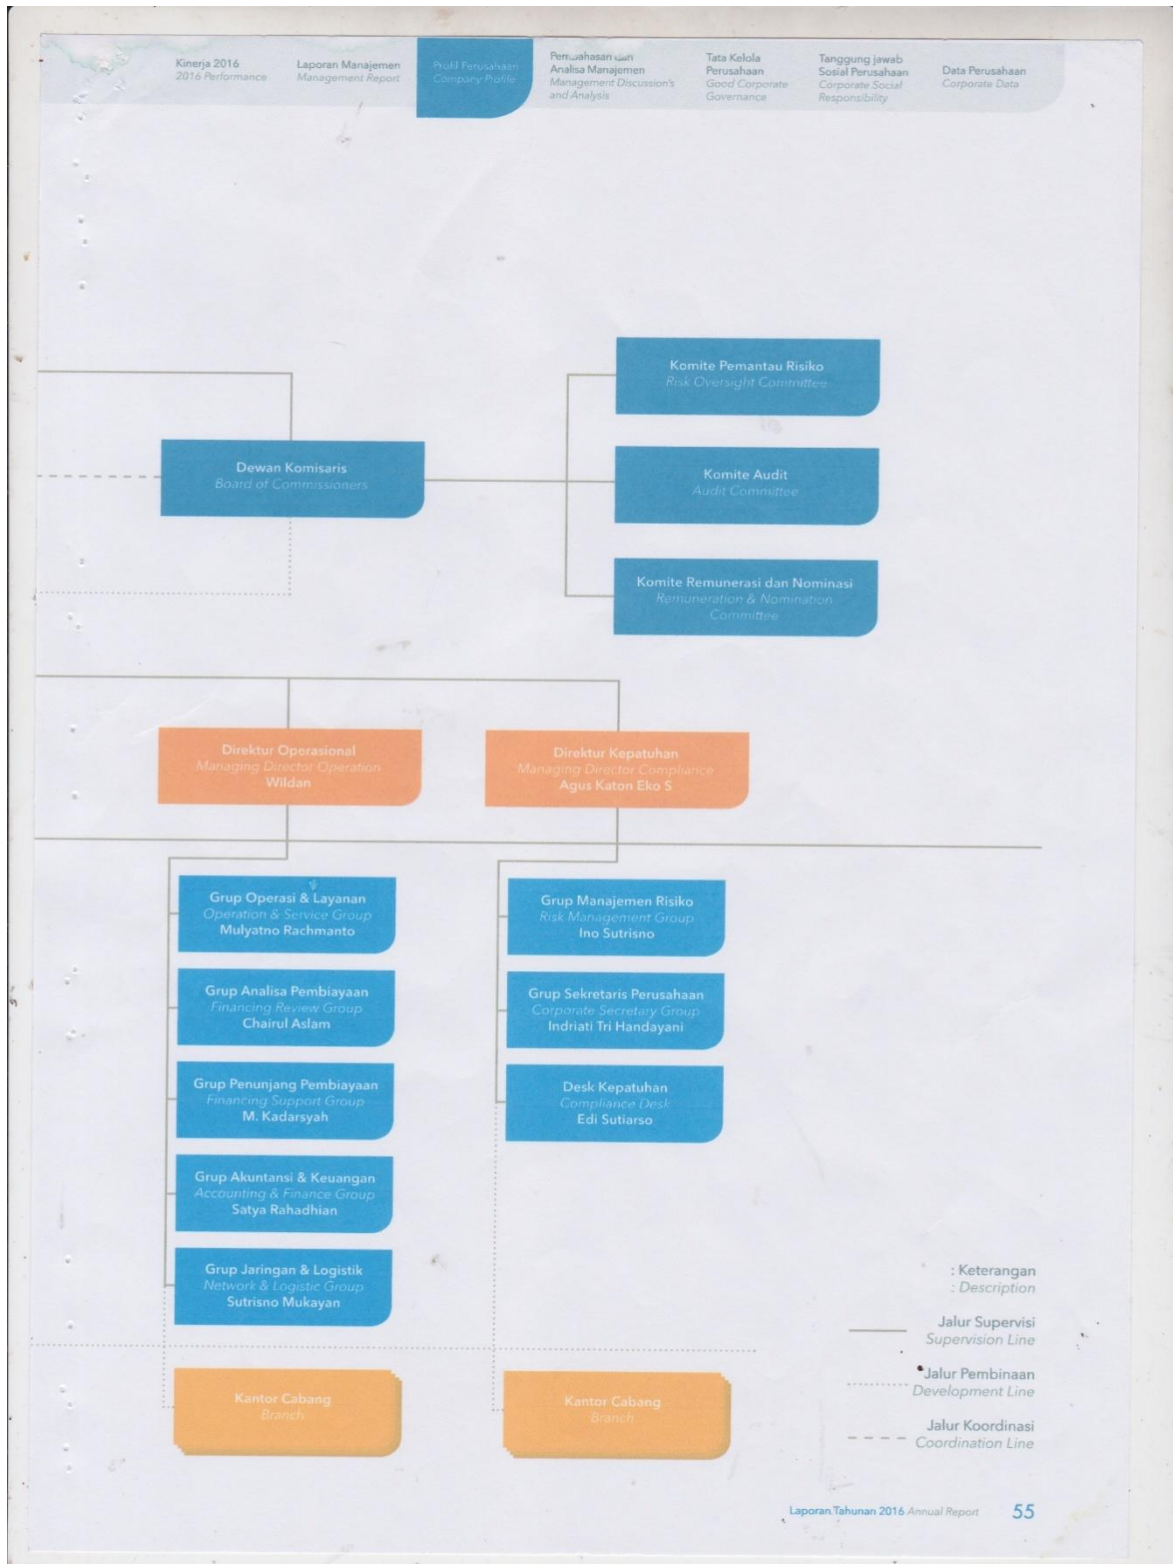 Kinerja 2016
2016 Performance
Laporan Manajemen
Management Report
Profil Perusahaan
Company Profile
Pembahasan dan
Analisa Manajemen
Management Discussion's
and Analysis
Tata Kelola
Perusahaan
Good Corporate
Governance
Tanggung jawab
Sosial Perusahaan
Corporate Social
Responsibility
Data Perusahaan
Corporate Data
Komite Pemantau Risiko
Risk Oversight Committee
Dewan Komisaris
Board of Commissioners
Komite Audit
Audit Committee
Komite Remunerasi dan Nominasi
Remuneration & Nomination
Committee
Direktur Operasional
Managing Director Operation
Wildan
Direktur Kepatuhan
Managing Director Compliance
Agus Katon Eko S
Grup Operasi & Layanan
Operation & Service Group
Mulyatno Rachmanto
Grup Analisa Pembiayaan
Financing Review Group
Chairul Aslam
Grup Penunjang Pembiayaan
Financing Support Group
M. Kadarsyah
Grup Akuntansi & Keuangan
Accounting & Finance Group
Satya Rahadhian
Grup Jaringan & Logistik
Network & Logistic Group
Sutrisno Mukayan
Grup Manajemen Risiko
Risk Management Group
Ino Sutrisno
Grup Sekretaris Perusahaan
Corporate Secretary Group
Indriati Tri Handayani
Desk Kepatuhan
Compliance Desk
Edi Sutiarso
Kantor Cabang
Branch
Kantor Cabang
Branch
: Keterangan
: Description
Jalur Supervisi
Supervision Line
Jalur Pembinaan
Development Line
Jalur Koordinasi
Coordination Line
Laporan Tahunan 2016 Annual Report 55